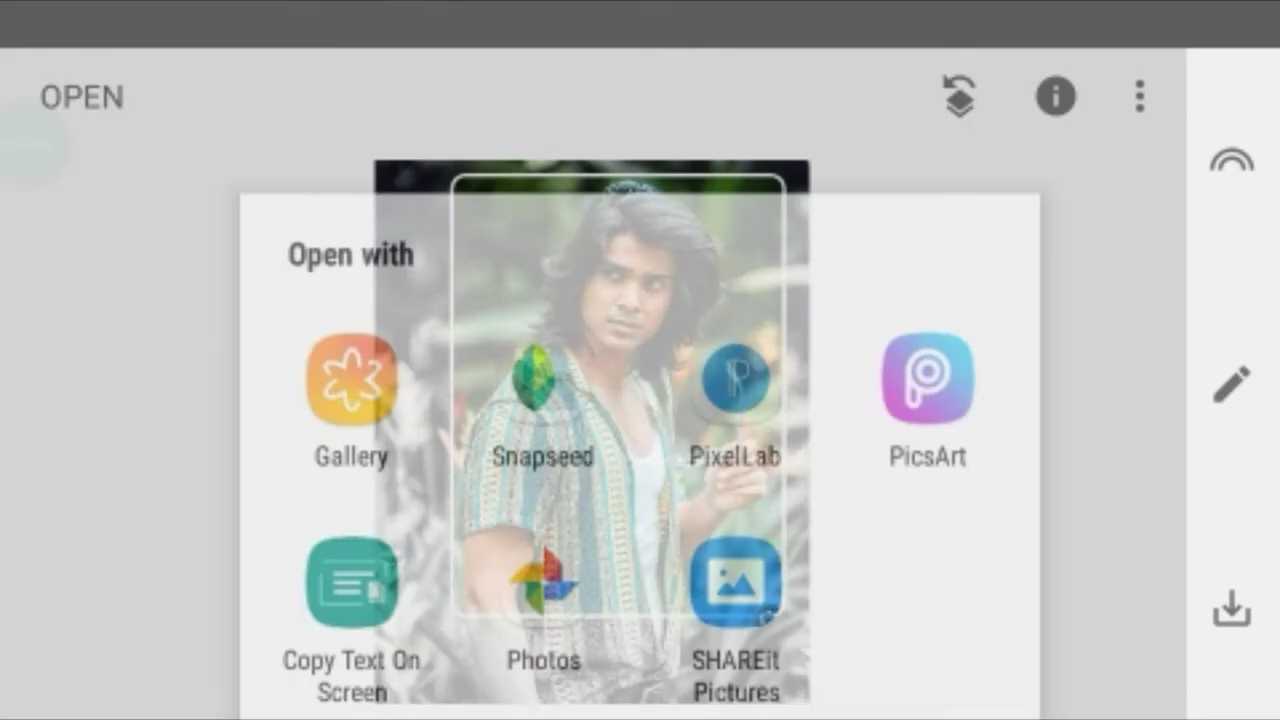 OPEN
Open with
Gallery
Snapseed
PixelLab
PicsArt
Copy Text On
Screen
Photos
SHAREit
Pictures